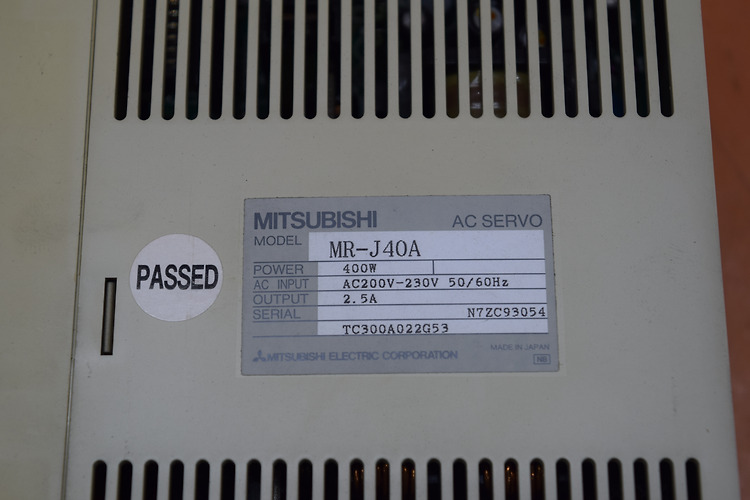 MITSUBISHI AC SERVO
MODEL MR-J40A
POWER 400W
AC INPUT AC200V-230V 50/60Hz
OUTPUT 2.5A
SERIAL N7ZC93054
TC300A022G53
MITSUBISHI ELECTRIC CORPORATION MADE IN JAPAN
PASSED